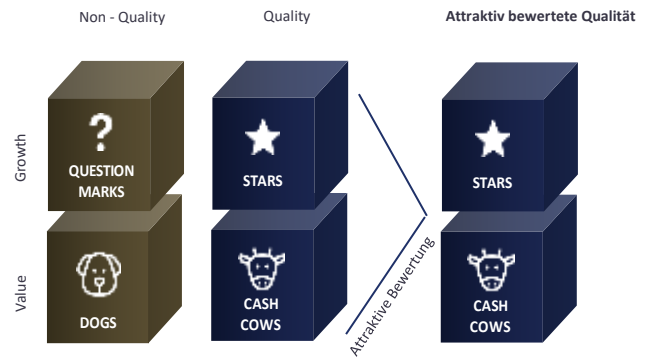 Non - Quality
Quality
Attraktiv bewertete Qualität
Growth
?
QUESTION
MARKS
STARS
STARS
Value
DOGS
CASH
COWS
Attraktive Bewertung
CASH
COWS